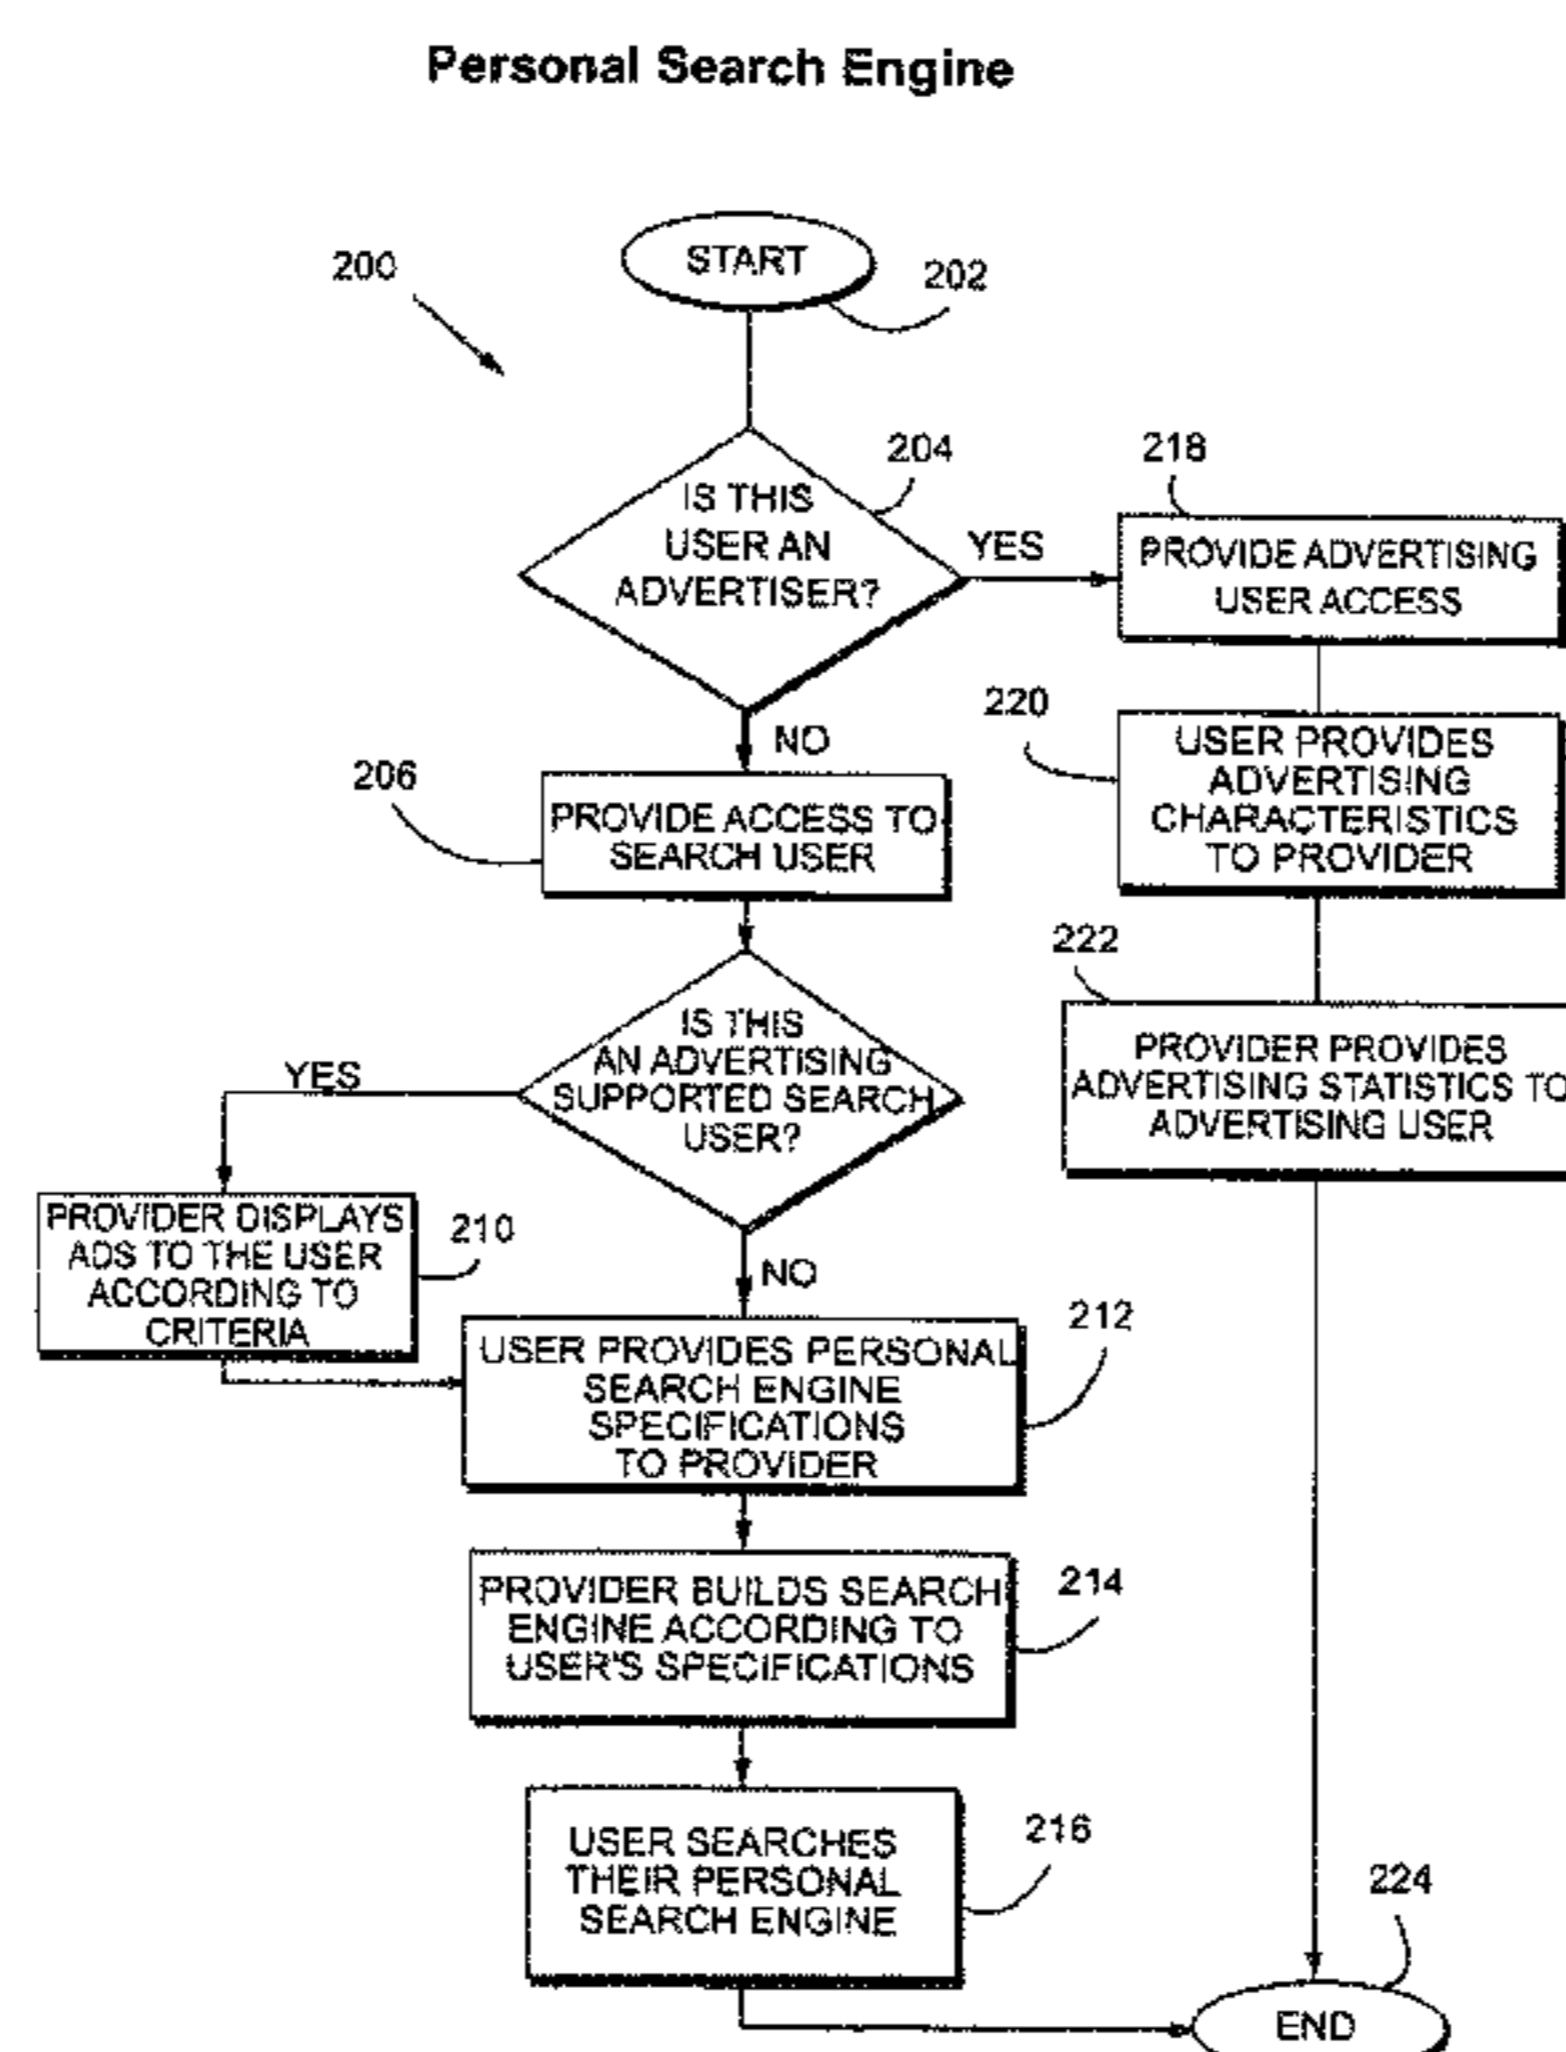 Personal Search Engine
200
START
202
204
IS THIS
USER AN
ADVERTISER?
YES
218
PROVIDE ADVERTISING
USER ACCESS
NO
220
USER PROVIDES
ADVERTISING
CHARACTERISTICS
TO PROVIDER
206
PROVIDE ACCESS TO
SEARCH USER
222
PROVIDER PROVIDES
ADVERTISING STATISTICS TO
ADVERTISING USER
IS THIS
AN ADVERTISING
SUPPORTED SEARCH
USER?
YES
PROVIDER DISPLAYS
ADS TO THE USER
ACCORDING TO
CRITERIA
210
NO
212
USER PROVIDES PERSONAL
SEARCH ENGINE
SPECIFICATIONS
TO PROVIDER
214
PROVIDER BUILDS SEARCH
ENGINE ACCORDING TO
USER'S SPECIFICATIONS
216
USER SEARCHES
THEIR PERSONAL
SEARCH ENGINE
224
END